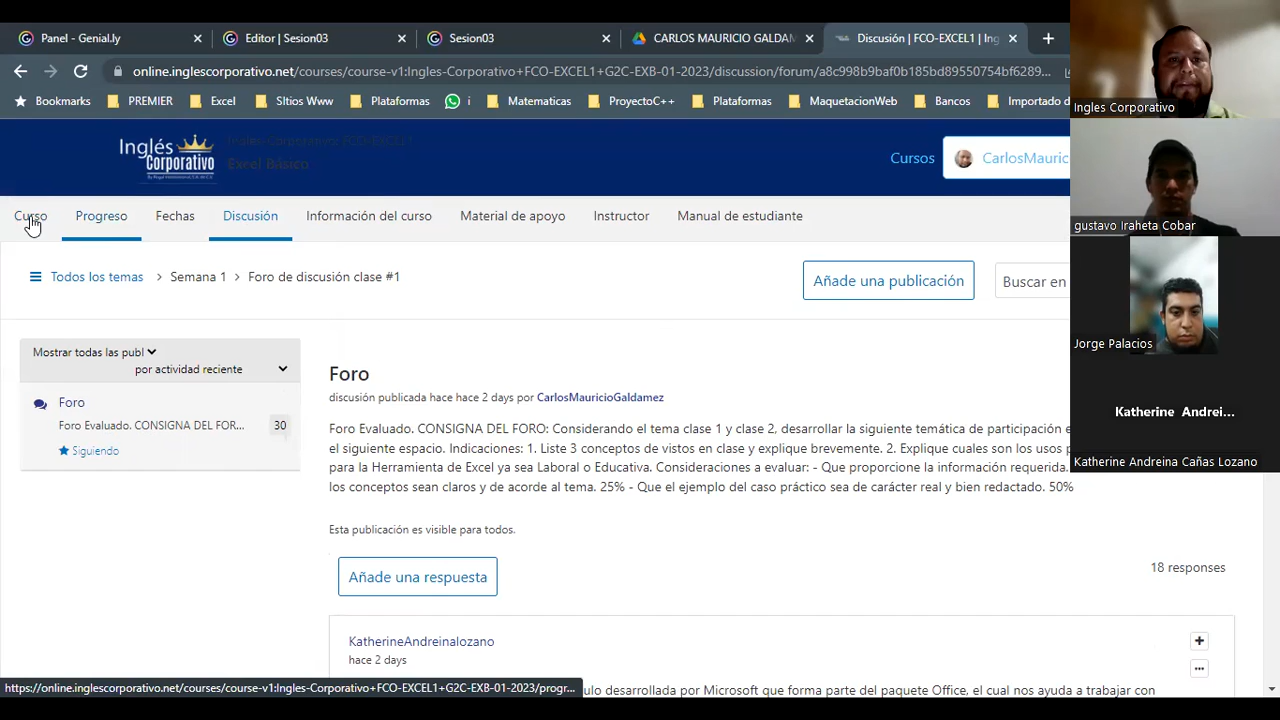 Panel - Genial.ly
Editor | Sesion03
Sesion03
CARLOS MAURICIO GALDAM
Discusión | FCO-EXCEL1 | Ing
online.inglescorporativo.net/courses/course-v1:Ingles-Corporativo+FCO-EXCEL1+G2C-EXB-01-2023/discussion/forum/a8c998b9baf0b185bd89550754bf6289...
Bookmarks
PREMIER
Excel
SItios Www
Plataformas
i
Matematicas
ProyectoC++
Plataformas
MaquetacionWeb
Bancos
Importado d
Inglés
Corporativo
Ingles-Corporativo: FCO-EXCEL1
Excel Básico
Cursos
CarlosMauric
Curso
Progreso
Fechas
Discusión
Información del curso
Material de apoyo
Instructor
Manual de estudiante
Todos los temas > Semana 1 > Foro de discusión clase #1
Añade una publicación
Buscar en
Mostrar todas las publ
por actividad reciente
Foro
Foro Evaluado. CONSIGNA DEL FOR...
30
Siguiendo
Foro
discusión publicada hace hace 2 days por CarlosMauricioGaldamez
Foro Evaluado. CONSIGNA DEL FORO: Considerando el tema clase 1 y clase 2, desarrollar la siguiente temática de participación e
el siguiente espacio. Indicaciones: 1. Liste 3 conceptos de vistos en clase y explique brevemente. 2. Explique cuales son los usos p
para la Herramienta de Excel ya sea Laboral o Educativa. Consideraciones a evaluar: - Que proporcione la información requerida.
los conceptos sean claros y de acorde al tema. 25% - Que el ejemplo del caso práctico sea de carácter real y bien redactado. 50%
Esta publicación es visible para todos.
Añade una respuesta
18 responses
KatherineAndreinalozano
hace 2 days
ulo desarrollada por Microsoft que forma parte del paquete Office, el cual nos ayuda a trabajar con
https://online.inglescorporativo.net/courses/course-v1:Ingles-Corporativo+FCO-EXCEL1+G2C-EXB-01-2023/progr...
Ingles Corporativo
gustavo Iraheta Cobar
Jorge Palacios
Katherine Andrei...
Katherine Andreina Cañas Lozano